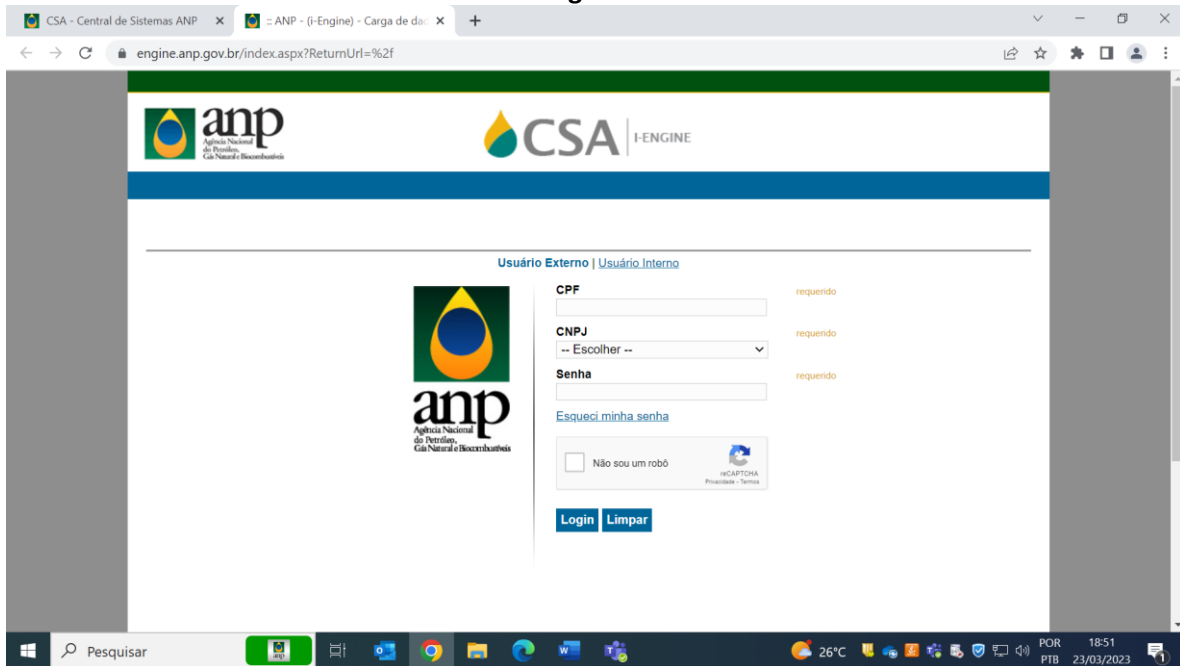 CSA - Central de Sistemas ANP
:: ANP - (i-Engine) - Carga de dad
engine.anp.gov.br/index.aspx?ReturnUrl=%2f
anp
Agência Nacional
do Petróleo,
Gás Natural e Biocombustíveis
CSA I-ENGINE
Usuário Externo | Usuário Interno
CPF requerido
CNPJ requerido
-- Escolher --
Senha requerido
Esqueci minha senha
anp
Agência Nacional
do Petróleo,
Gás Natural e Biocombustíveis
Não sou um robô
reCAPTCHA
Privacidade - Termos
Login Limpar
Pesquisar
anp
26°C
POR
PTB
18:51
23/03/2023
1